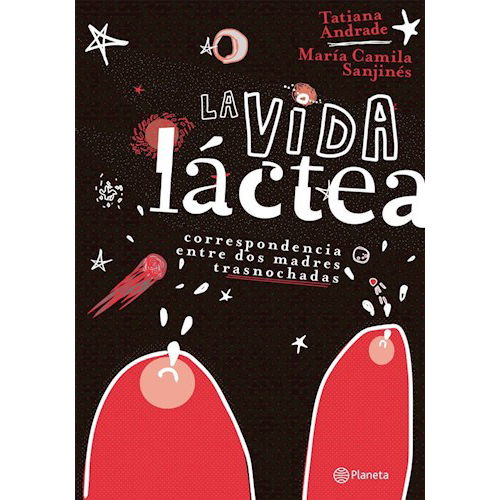 Tatiana
Andrade
María Camila
Sanjinés
LA VIDA
láctea
correspondencia
entre dos madres
trasnochadas
Planeta